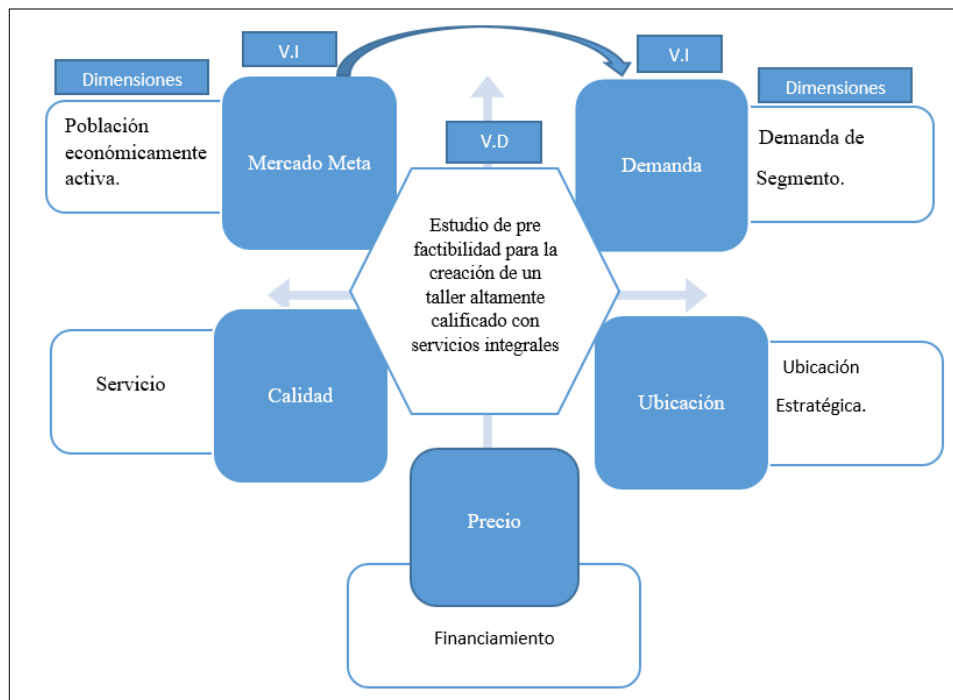 V.I
V.I
Dimensiones
Dimensiones
Población
económicamente
activa.
Mercado Meta
V.D
Demanda
Demanda de
Segmento.
Estudio de pre
factibilidad para la
creación de un
taller altamente
calificado con
servicios integrales
Servicio
Calidad
Ubicación
Ubicación
Estratégica.
Precio
Financiamiento